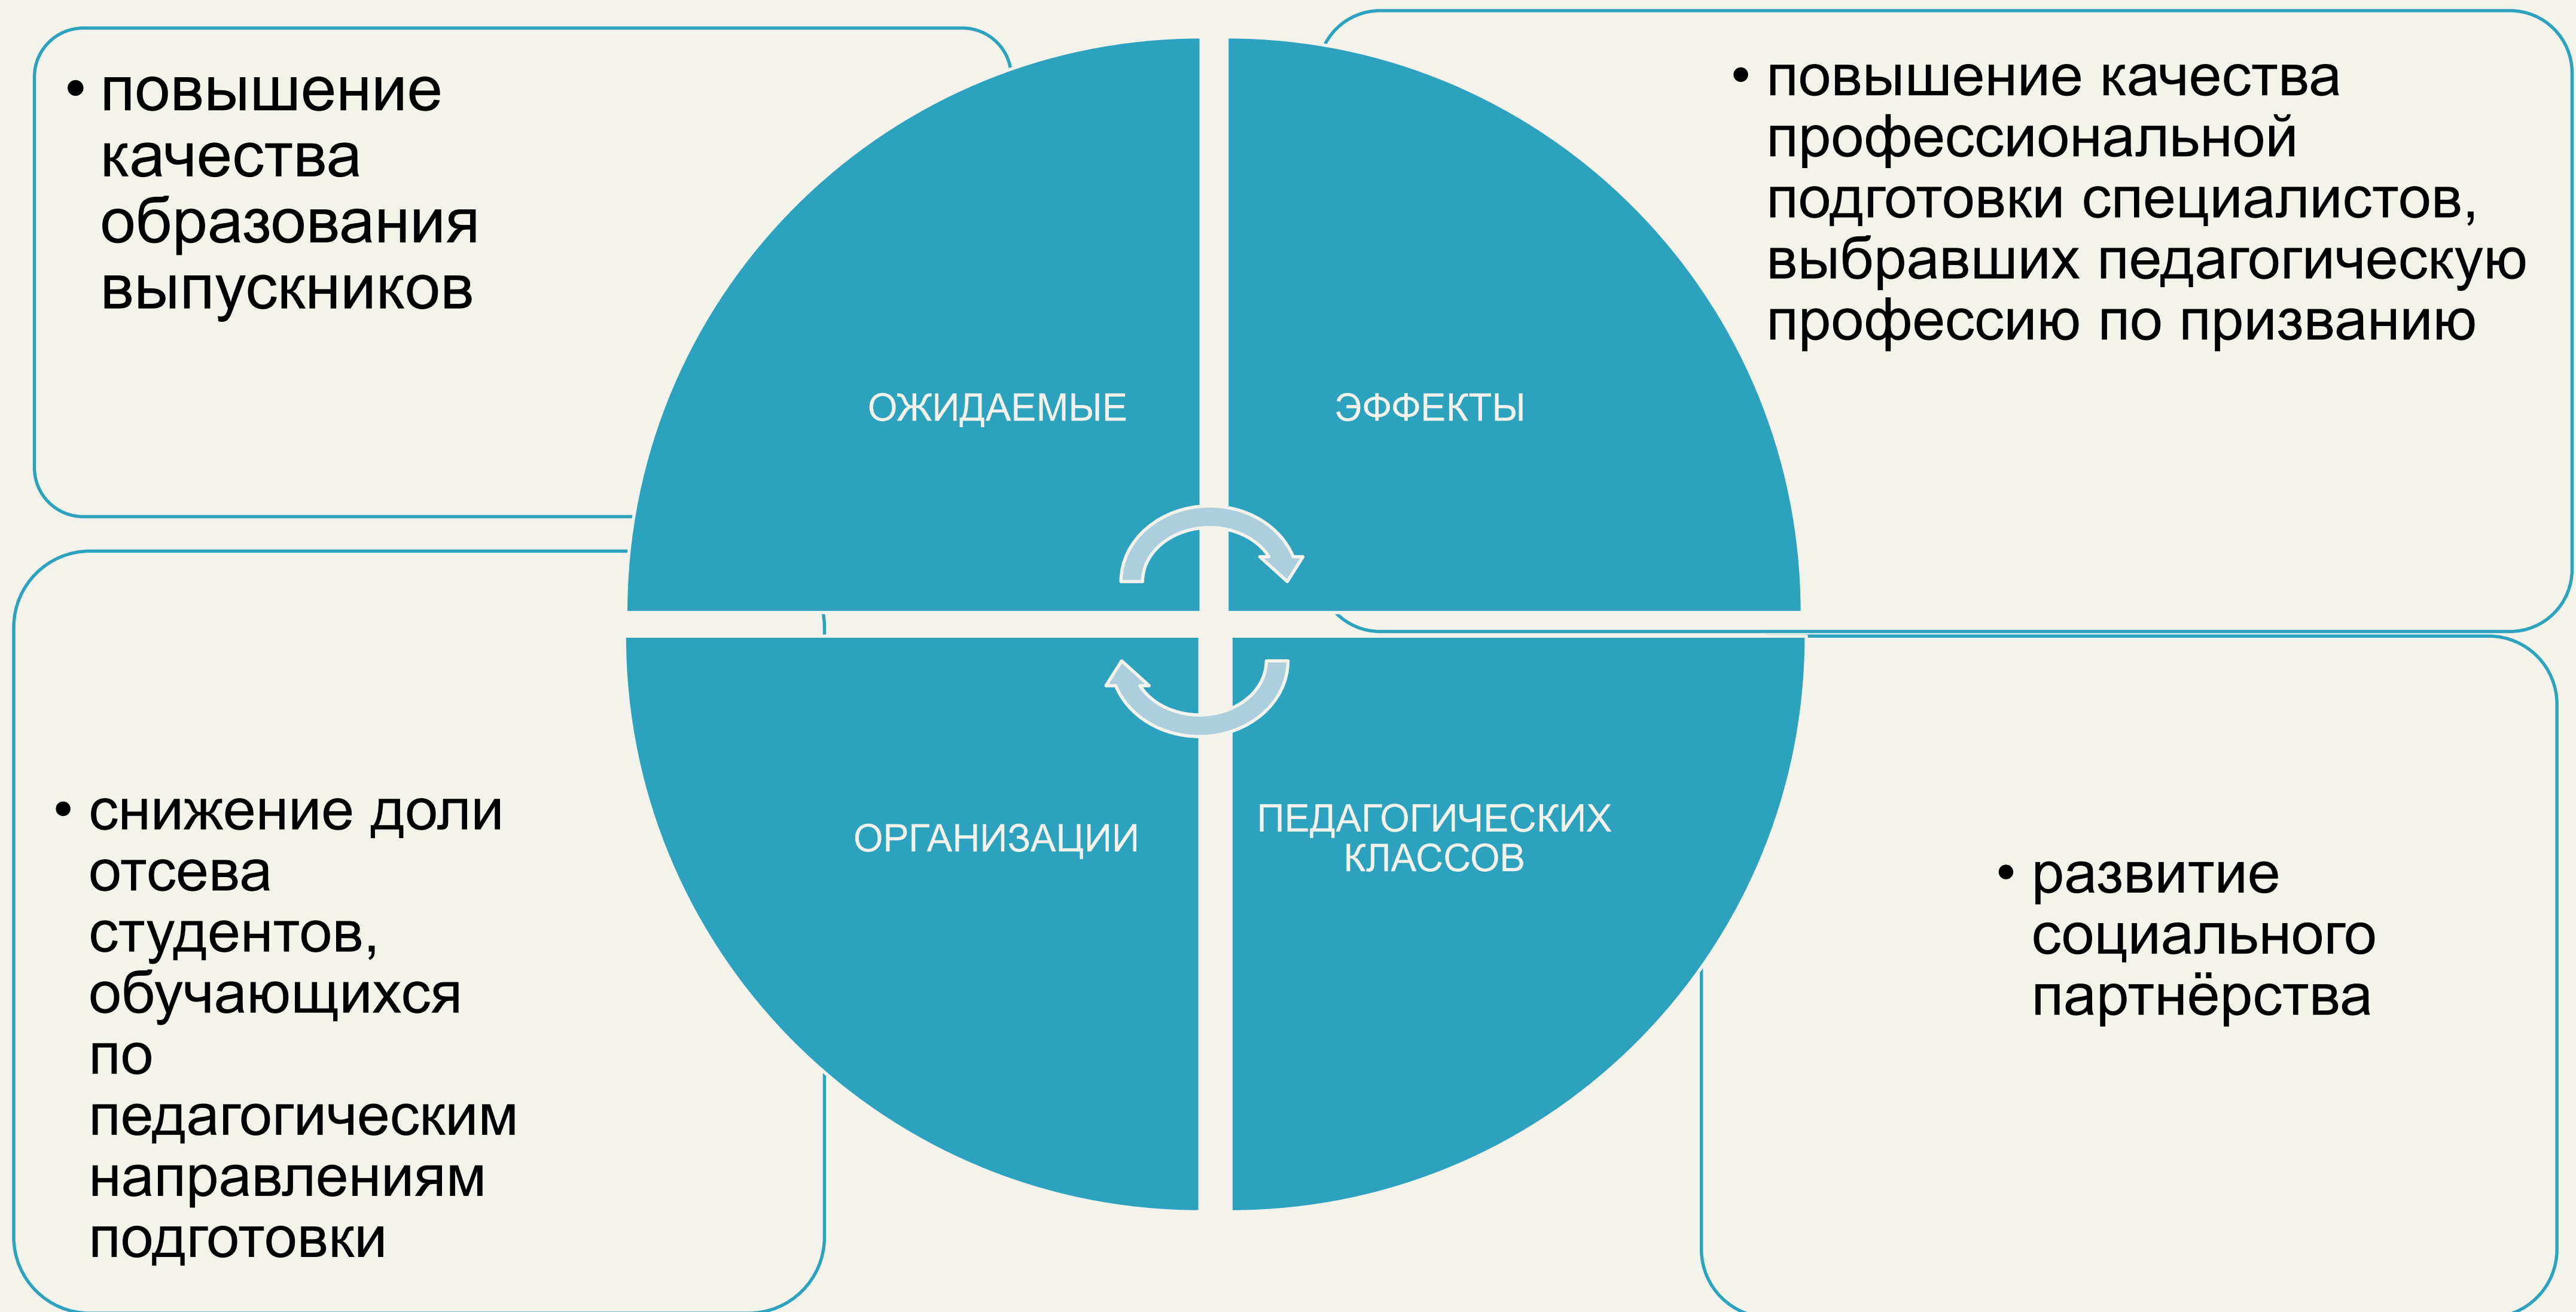 • повышение
качества
образования
выпускников
• повышение качества
профессиональной
подготовки специалистов,
выбравших педагогическую
профессию по призванию
ОЖИДАЕМЫЕ
ЭФФЕКТЫ
ОРГАНИЗАЦИИ
ПЕДАГОГИЧЕСКИХ
КЛАССОВ
• снижение доли
отсева
студентов,
обучающихся
по
педагогическим
направлениям
подготовки
• развитие
социального
партнёрства